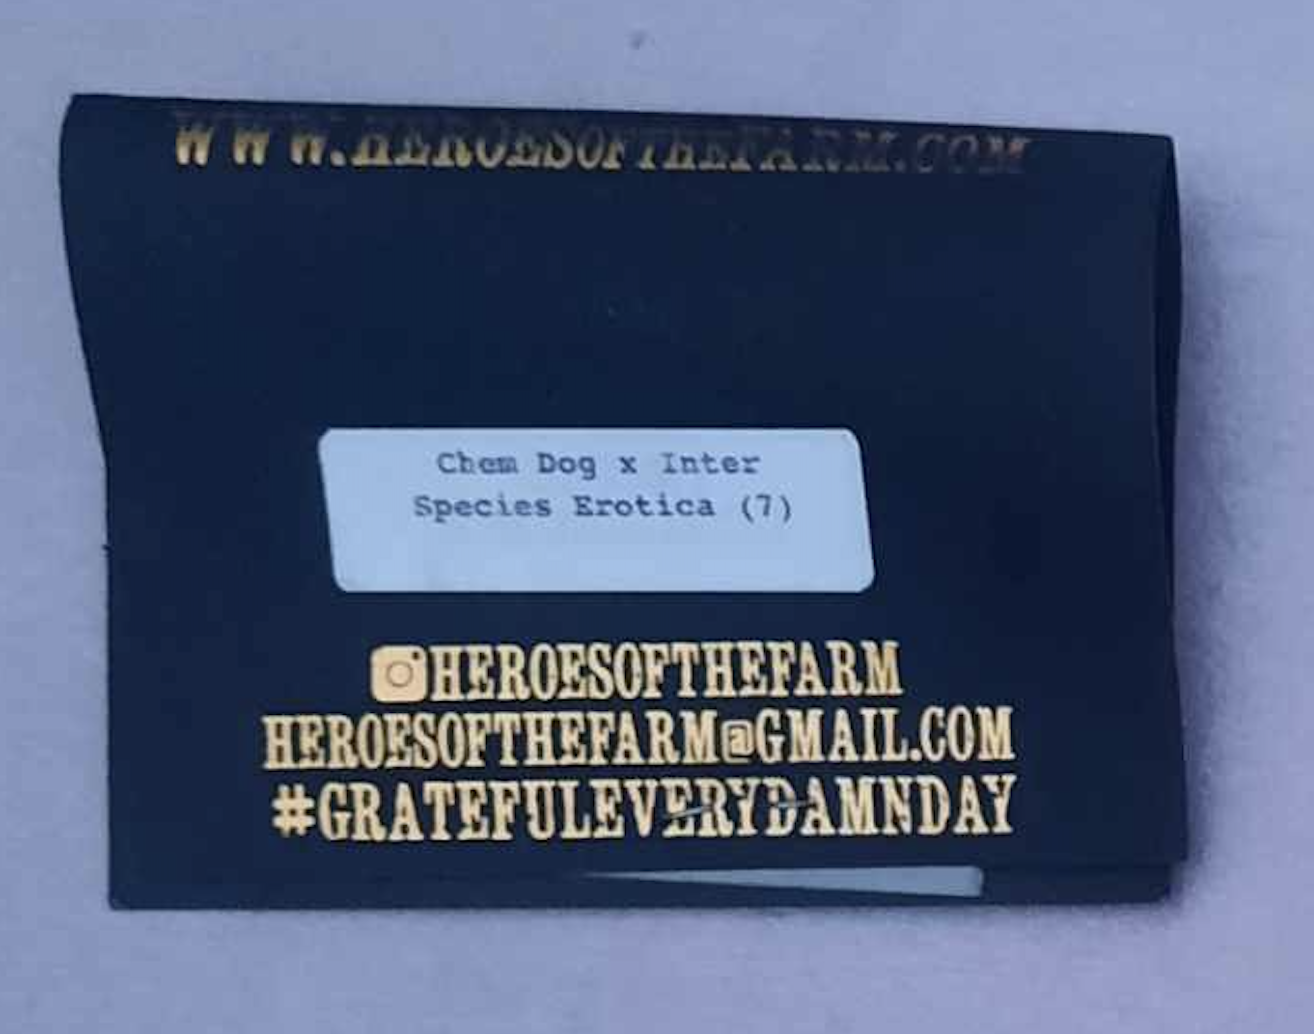 WWW.HEROESOFTHEFARM.COM
Chem Dog x Inter
Species Erotica (7)
HEROESOFTHEFARM
HEROESOFTHEFARM@GMAIL.COM
#GRATEFULEVERYDAMNDAY